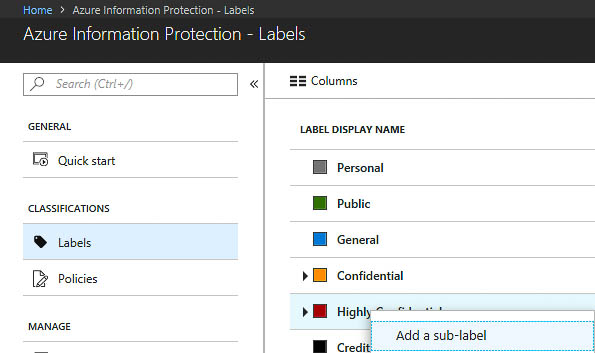 Home > Azure Information Protection - Labels
Azure Information Protection - Labels
Search (Ctrl+/)
«
GENERAL
Quick start
CLASSIFICATIONS
Labels
Policies
MANAGE
Columns
LABEL DISPLAY NAME
Personal
Public
General
Confidential
Highly Confidential
Add a sub-label
Credit